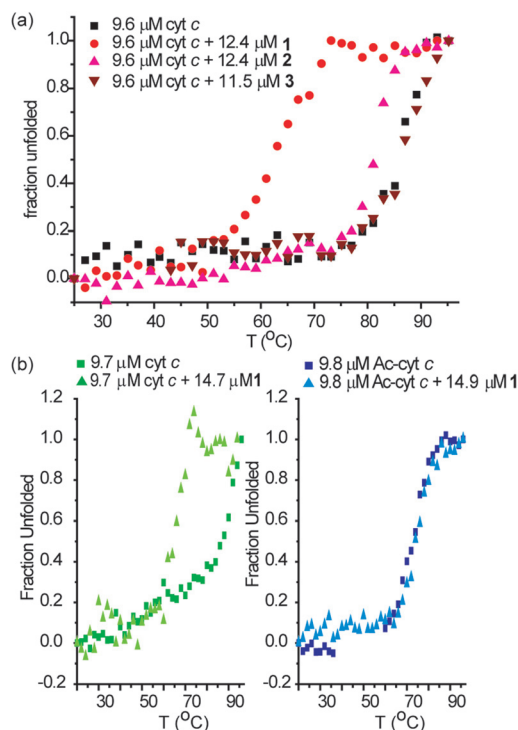 (a)
9.6 μM cyt c
9.6 μM cyt c + 12.4 μM 1
9.6 μM cyt c + 12.4 μM 2
9.6 μM cyt c + 11.5 μM 3
fraction unfolded
1.0
0.8
0.6
0.4
0.2
0.0
30 40 50 60 70 80 90
T (°C)
(b)
9.7 μM cyt c
9.7 μM cyt c + 14.7 μM1
Fraction Unfolded
1.2
1.0
0.8
0.6
0.4
0.2
0.0
-0.2
30 50 70 90
T (°C)
9.8 μM Ac-cyt c
9.8 μM Ac-cyt c + 14.9 μM1
Fraction Unfolded
1.2
1.0
0.8
0.6
0.4
0.2
0.0
-0.2
30 50 70 90
T (°C)